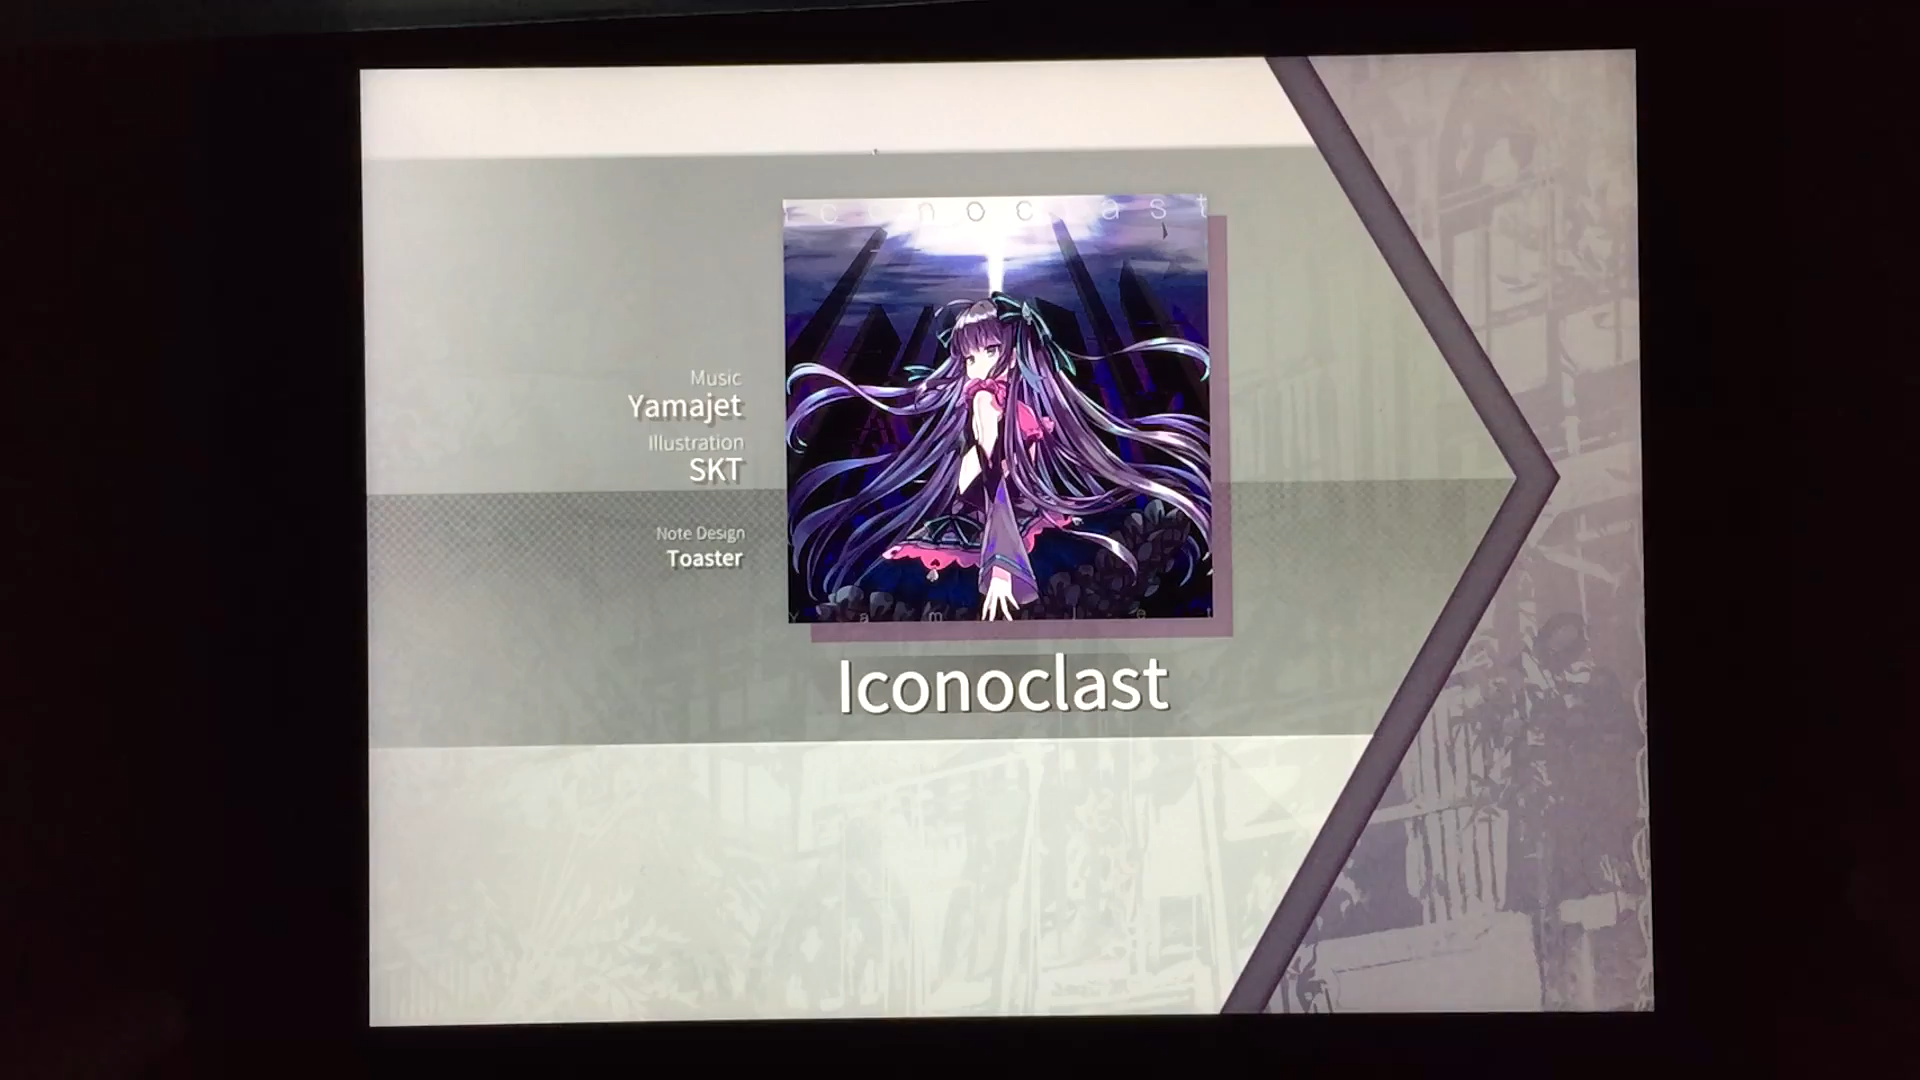 Iconoclast
Music
Yamajet
Illustration
SKT
Note Design
Toaster
Iconoclast